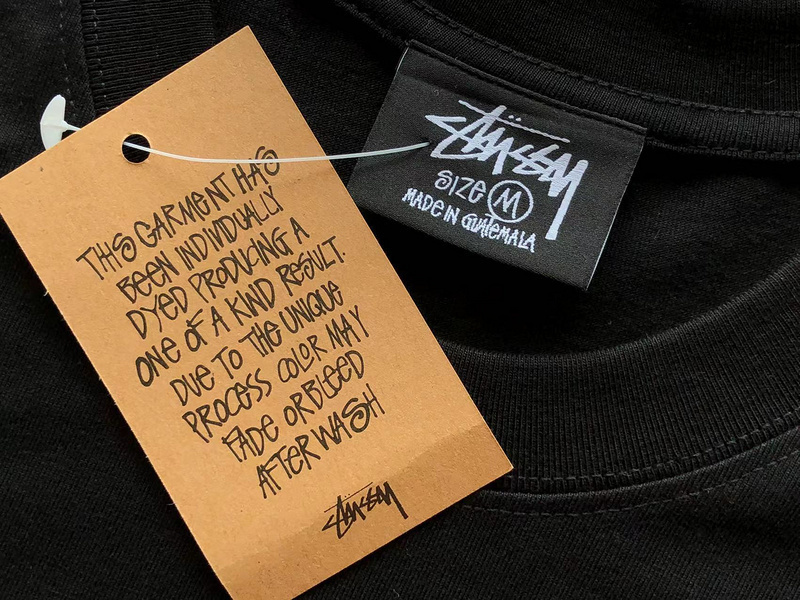 THIS GARMENT HAS
BEEN INDIVIDUALLY
DYED PRODUCING A
ONE OF A KIND RESULT.
DUE TO THE UNIQUE
PROCESS COLOR MAY
FADE OR BLEED
AFTER WASH
STÜSSY
STÜSSY
SIZE M
MADE IN GUATEMALA